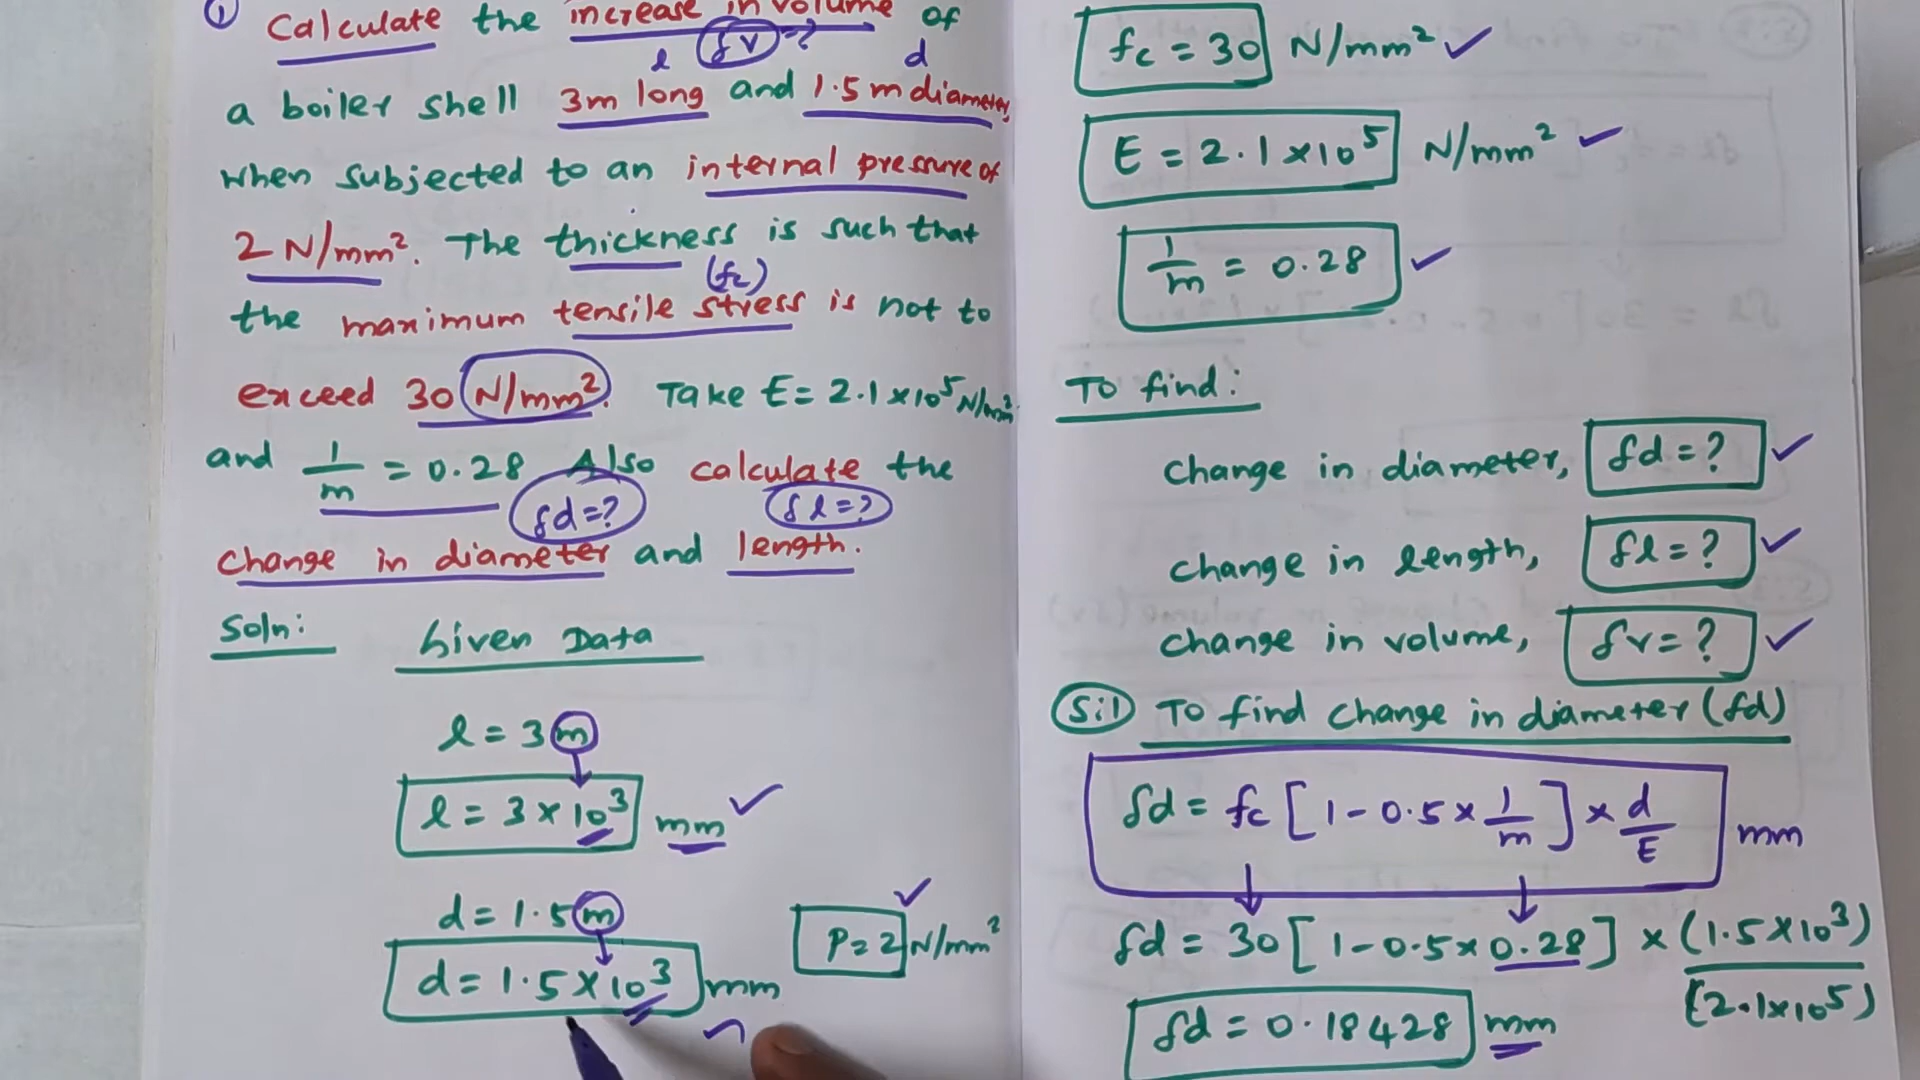 ① Calculate the increase in volume of
l δv=? d
a boiler shell 3m long and 1.5 m diameter,
when subjected to an internal pressure of
2 N/mm². The thickness is such that
(fc)
the maximum tensile stress is not to
exceed 30 N/mm². Take E = 2.1 x 10⁵ N/mm²
and 1/m = 0.28 Also calculate the
δd=? δl=?
change in diameter and length.
Soln: Given Data
l = 3m
l = 3 x 10³ mm ✓
d = 1.5m
d = 1.5 x 10³ mm
P = 2 N/mm² ✓
fc = 30 N/mm² ✓
E = 2.1 x 10⁵ N/mm² ✓
1/m = 0.28 ✓
To find:
change in diameter, δd = ? ✓
change in length, δl = ? ✓
change in volume, δv = ? ✓
S:1 To find change in diameter (δd)
δd = fc [1 - 0.5 x 1/m] x d/E mm
δd = 30 [1 - 0.5 x 0.28] x (1.5 x 10³)/(2.1 x 10⁵)
δd = 0.18428 mm